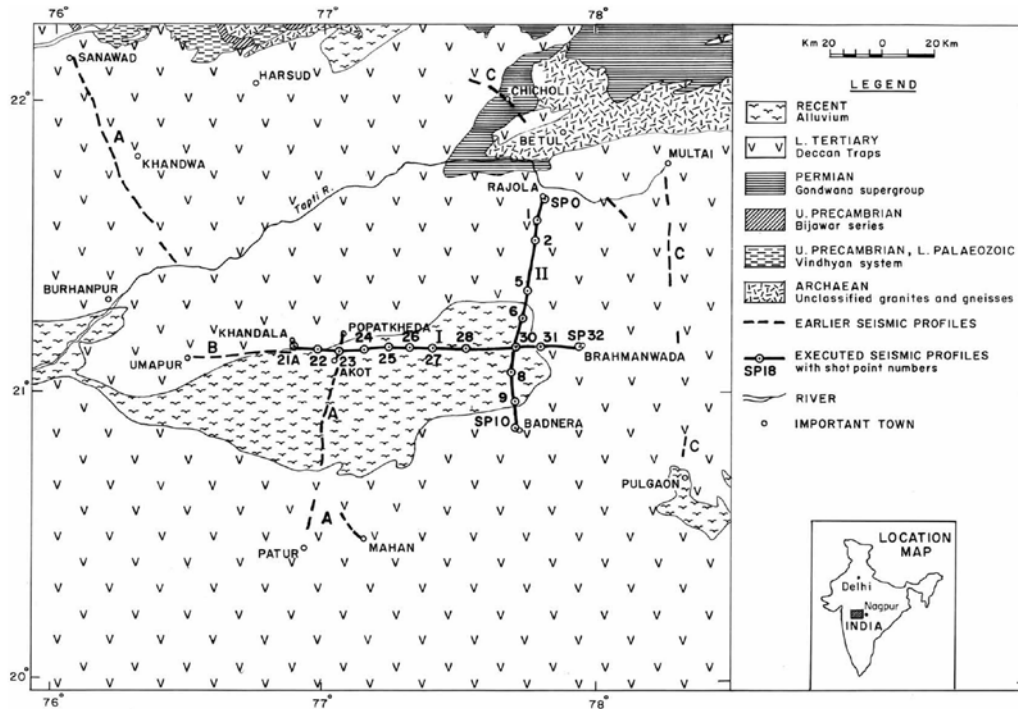 76° 77° 78°
SANAWAD
HARSUD
C
CHICHOLI
22°
A
BETUL
KHANDWA
MULTAI
RAJOLA
SP0
Tapti R.
1
2
C
5
II
BURHANPUR
6
KHANDALA
POPATKHEDA
B
24
26
I
28
30
31
SP32
UMAPUR
21A
22
23
25
27
BRAHMANWADA
AKOT
21°
8
A
9
SP10
BADNERA
C
PULGAON
A
PATUR
MAHAN
20°
76° 77° 78°
Km 20 0 20 Km
LEGEND
RECENT
Alluvium
V V
L. TERTIARY
Deccan Traps
PERMIAN
Gondwana supergroup
U. PRECAMBRIAN
Bijawar series
U. PRECAMBRIAN, L. PALAEOZOIC
Vindhyan system
ARCHAEAN
Unclassified granites and gneisses
EARLIER SEISMIC PROFILES
EXECUTED SEISMIC PROFILES
SP18 with shot point numbers
RIVER
IMPORTANT TOWN
LOCATION
MAP
Delhi
Nagpur
INDIA